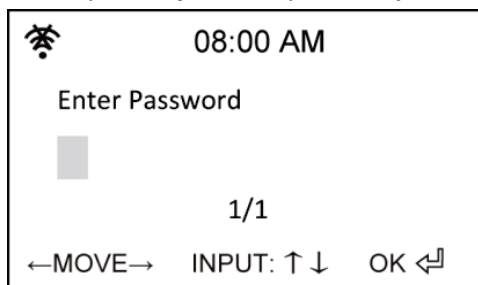 08:00 AM
Enter Password
1/1
←MOVE→ INPUT: ↑↓ OK ⏎